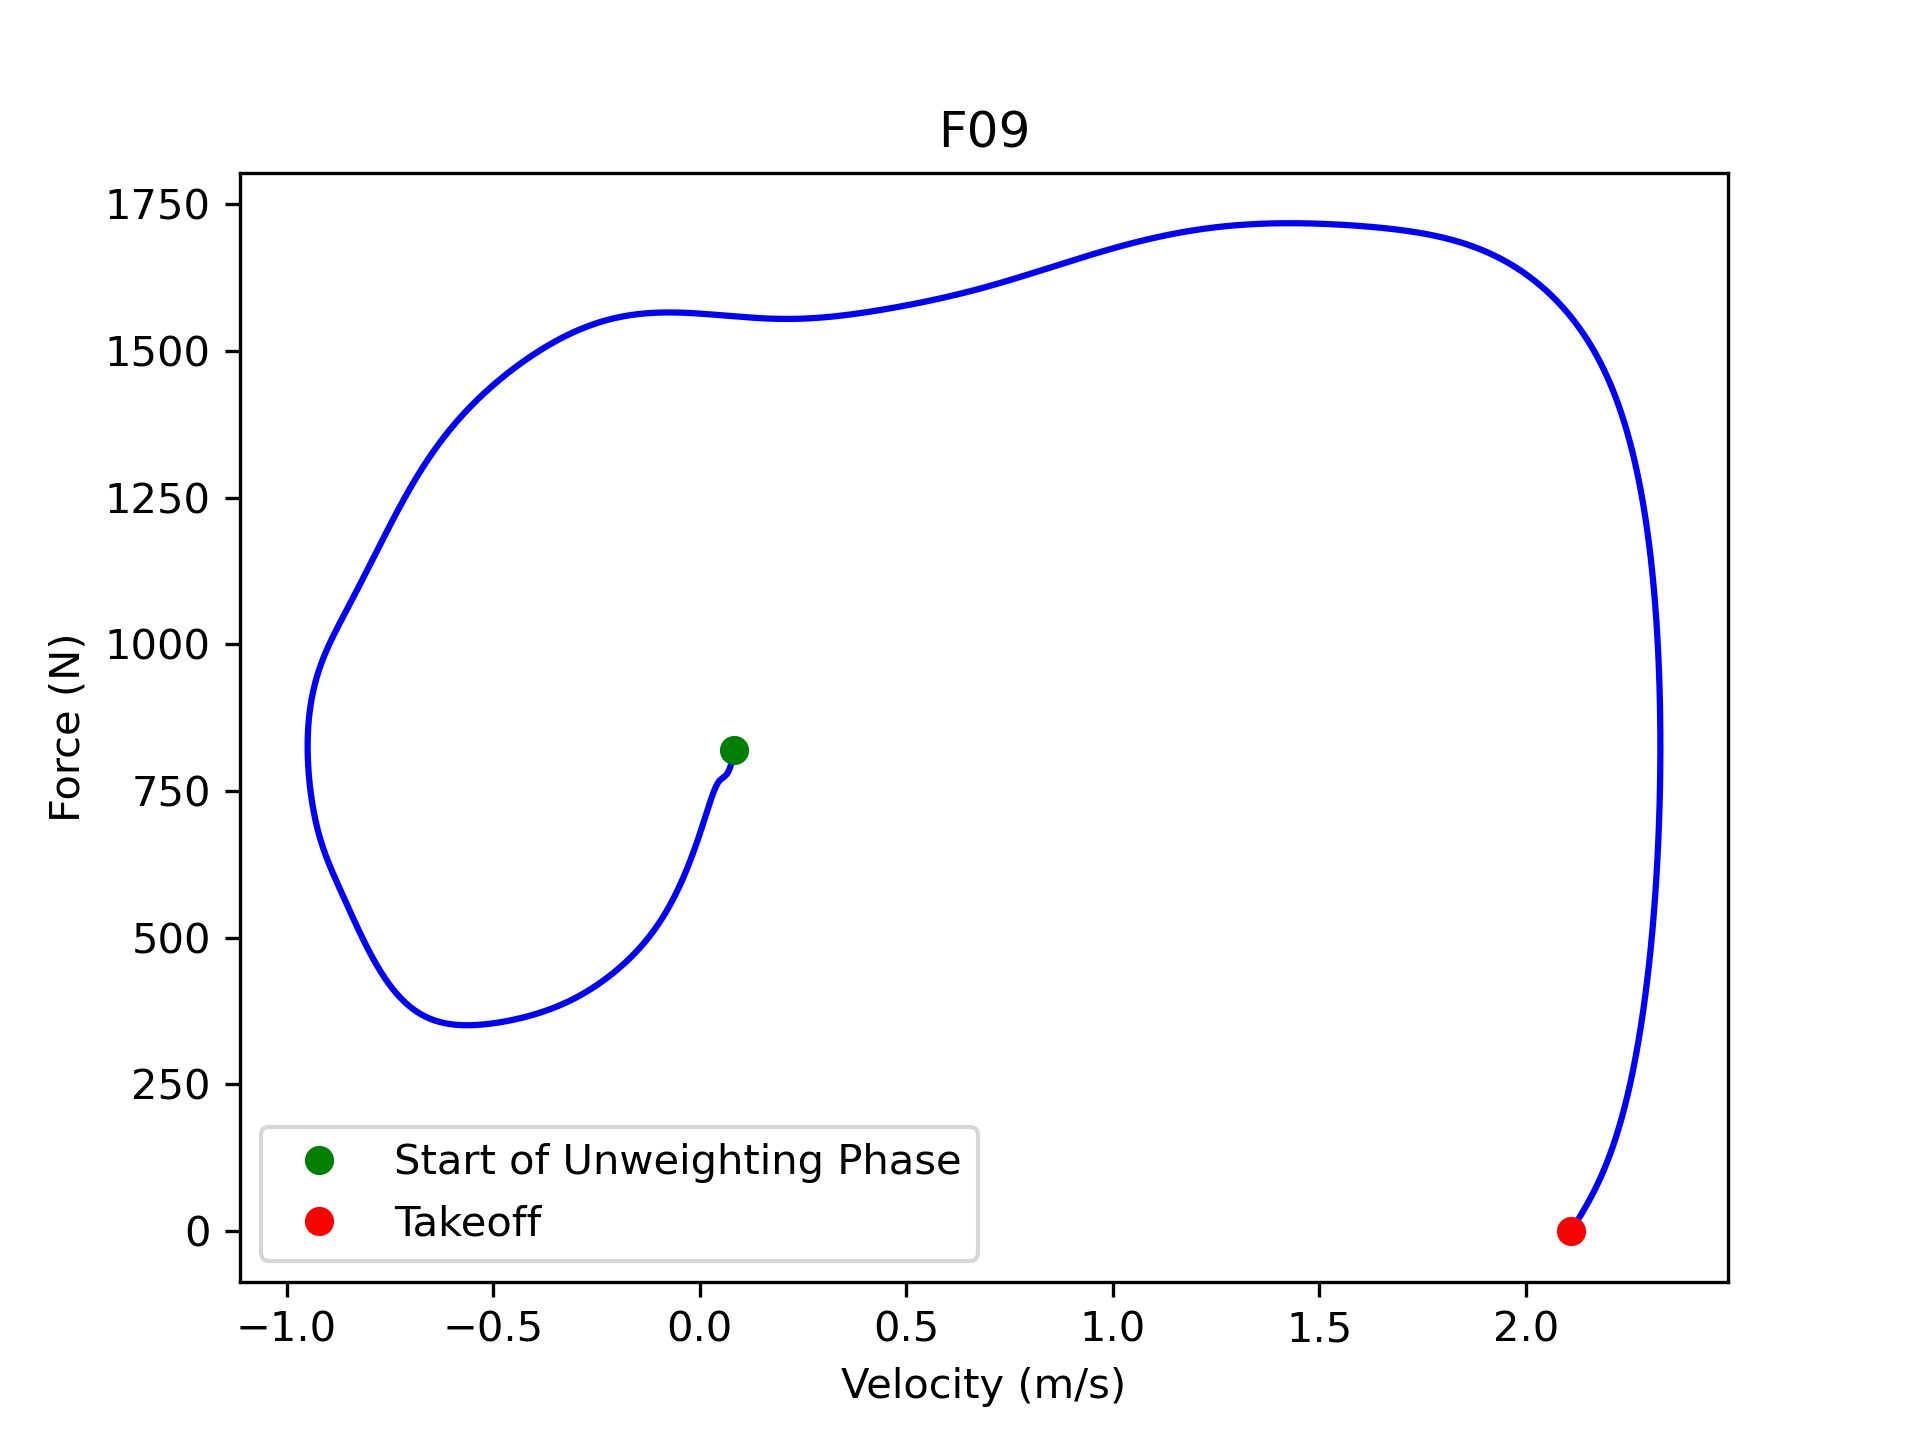 F09
1750
1500
1250
1000
750
500
250
0
Force (N)
Start of Unweighting Phase
Takeoff
−1.0 −0.5 0.0 0.5 1.0 1.5 2.0
Velocity (m/s)